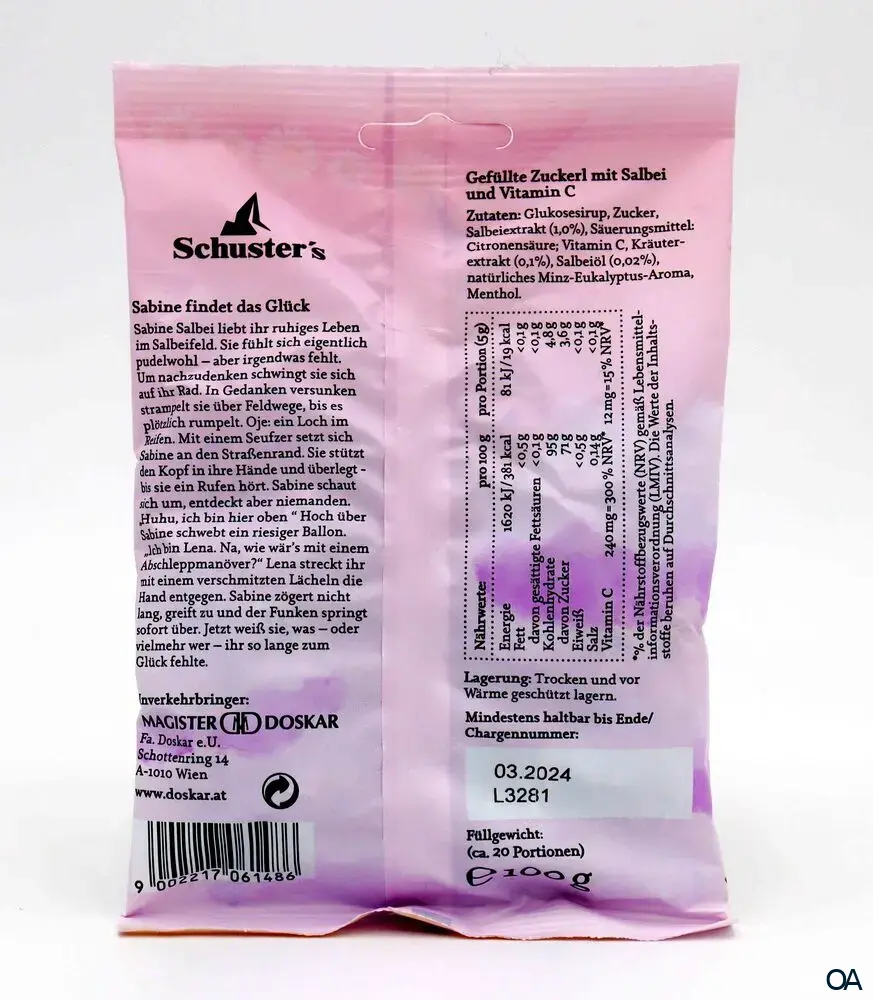 Schuster's
Sabine findet das Glück
Sabine Salbei liebt ihr ruhiges Leben
im Salbeifeld. Sie fühlt sich eigentlich
pudelwohl – aber irgendwas fehlt.
Um nachzudenken schwingt sie sich
auf ihr Rad. In Gedanken versunken
strampelt sie über Feldwege, bis es
plötzlich rumpelt. Oje: ein Loch im
Reifen. Mit einem Seufzer setzt sich
Sabine an den Straßenrand. Sie stützt
den Kopf in ihre Hände und überlegt -
bis sie ein Rufen hört. Sabine schaut
sich um, entdeckt aber niemanden.
„Huhu, ich bin hier oben “ Hoch über
Sabine schwebt ein riesiger Ballon.
„Ich bin Lena. Na, wie wär's mit einem
Abschleppmanöver?“ Lena streckt ihr
mit einem verschmitzten Lächeln die
Hand entgegen. Sabine zögert nicht
lang, greift zu und der Funken springt
sofort über. Jetzt weiß sie, was – oder
vielmehr wer – ihr so lange zum
Glück fehlte.
Inverkehrbringer:
MAGISTER DOSKAR
Fa. Doskar e.U.
Schottenring 14
A-1010 Wien
www.doskar.at
9 002217 061486
Gefüllte Zuckerl mit Salbei
und Vitamin C
Zutaten: Glukosesirup, Zucker,
Salbeiextrakt (1,0%), Säuerungsmittel:
Citronensäure; Vitamin C, Kräuter-
extrakt (0,1%), Salbeiöl (0,02%),
natürliches Minz-Eukalyptus-Aroma,
Menthol.
Nährwerte: pro 100 g pro Portion (5g)
Energie 1620 kJ / 381 kcal 81 kJ / 19 kcal
Fett <0,5g <0,1g
davon gesättigte Fettsäuren <0,1g <0,1g
Kohlenhydrate 95g 4,8g
davon Zucker 71g 3,6g
Eiweiß <0,5g <0,1g
Salz 0,14g <0,1g
Vitamin C 240mg=300% NRV* 12mg=15% NRV*
*% der Nährstoffbezugswerte (NRV) gemäß Lebensmittel-
informationsverordnung (LMIV). Die Werte der Inhalts-
stoffe beruhen auf Durchschnittsanalysen.
Lagerung: Trocken und vor
Wärme geschützt lagern.
Mindestens haltbar bis Ende/
Chargennummer:
03.2024
L3281
Füllgewicht:
(ca. 20 Portionen)
℮ 100 g
OA